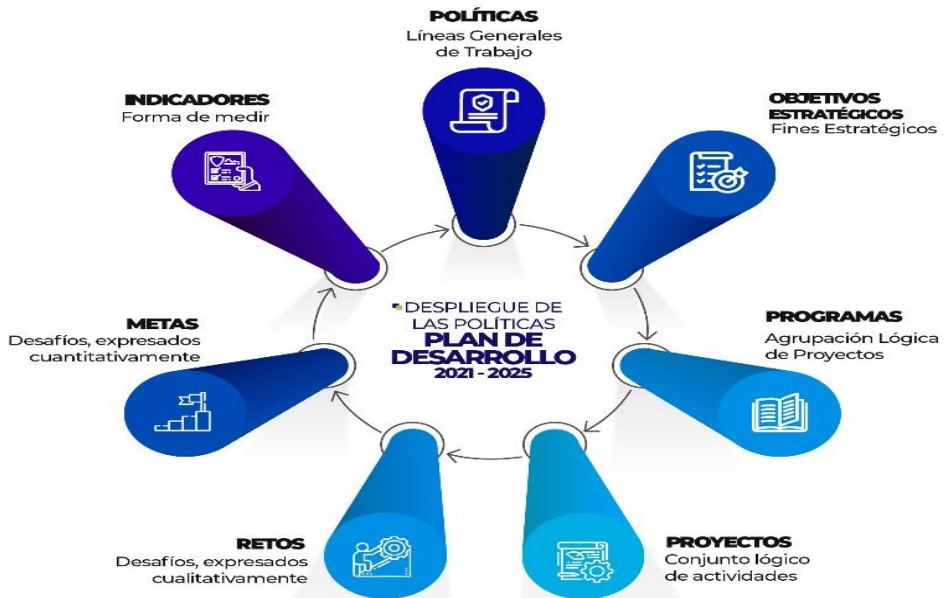 POLÍTICAS
Líneas Generales
de Trabajo
OBJETIVOS
ESTRATÉGICOS
Fines Estratégicos
PROGRAMAS
Agrupación Lógica
de Proyectos
PROYECTOS
Conjunto lógico
de actividades
RETOS
Desafíos, expresados
cualitativamente
METAS
Desafíos, expresados
cuantitativamente
INDICADORES
Forma de medir
DESPLIEGUE DE
LAS POLÍTICAS
PLAN DE
DESARROLLO
2021 - 2025